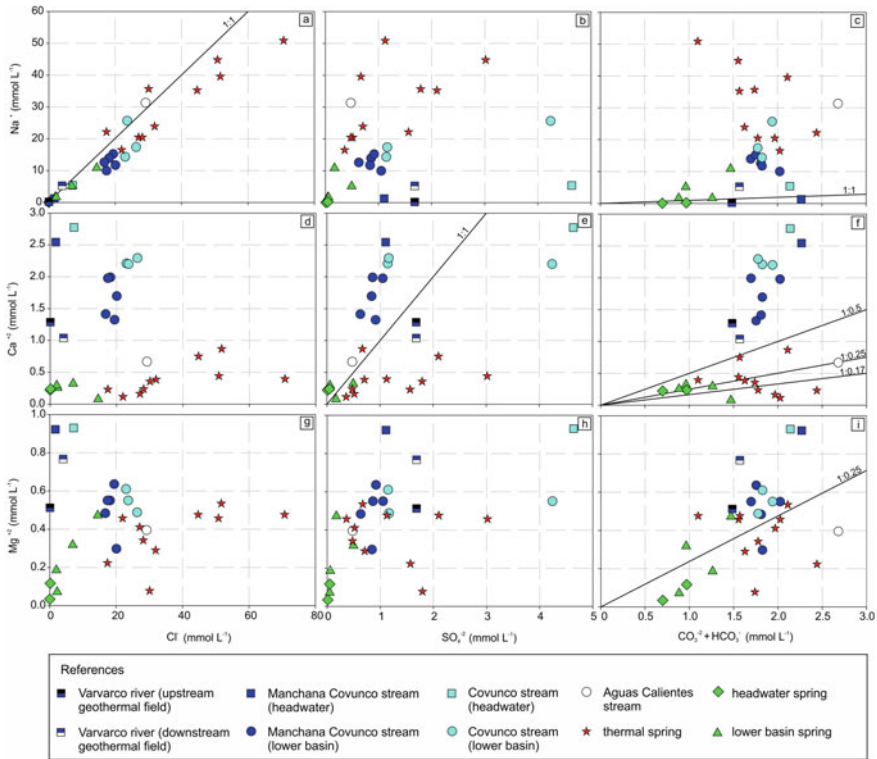 a
b
c
1:1
1:1
Na⁺ (mmol L⁻¹)
60
50
40
30
20
10
0
d
e
f
1:1
1:0.5
1:0.25
1:0.17
Ca⁺² (mmol L⁻¹)
3.0
2.5
2.0
1.5
1.0
0.5
0.0
g
h
i
1:0.25
Mg⁺² (mmol L⁻¹)
1.0
0.8
0.6
0.4
0.2
0.0
0 20 40 60 80
1 2 3 4 5
0.5 1.0 1.5 2.0 2.5 3.0
Cl⁻ (mmol L⁻¹)
SO₄⁻² (mmol L⁻¹)
CO₃⁻² + HCO₃⁻ (mmol L⁻¹)
References
Varvarco river (upstream
geothermal field)
Manchana Covunco stream
(headwater)
Covunco stream
(headwater)
Aguas Calientes
stream
headwater spring
Varvarco river (downstream
geothermal field)
Manchana Covunco stream
(lower basin)
Covunco stream
(lower basin)
thermal spring
lower basin spring